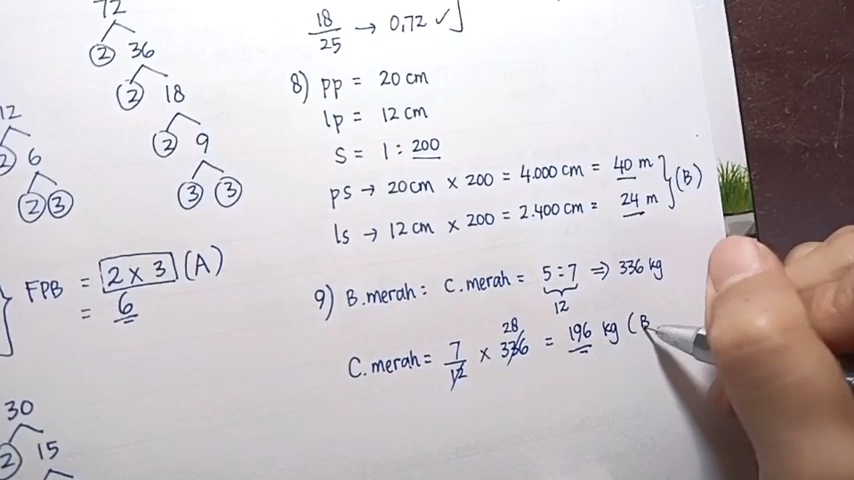 72
2 36
2 18
2 9
3 3
12
2 6
2 3
} FPB = 2 x 3 (A)
= 6
30
2 15
18/25 → 0,72 ✓
8) pp = 20 cm
lp = 12 cm
S = 1 : 200
ps → 20 cm x 200 = 4.000 cm = 40 m
ls → 12 cm x 200 = 2.400 cm = 24 m } (B)
9) B.merah : C.merah = 5 : 7 ⇒ 336 kg
12
C.merah = 7/12 x 336 = 196 kg (B
28